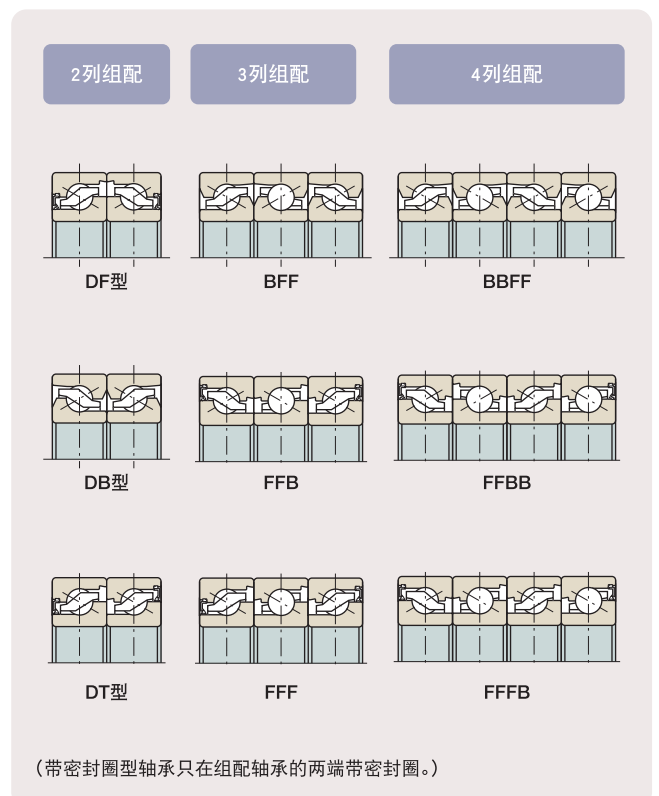 2列组配 3列组配 4列组配
DF型 BFF BBFF
DB型 FFB FFBB
DT型 FFF FFFB
（带密封圈型轴承只在组配轴承的两端带密封圈。）